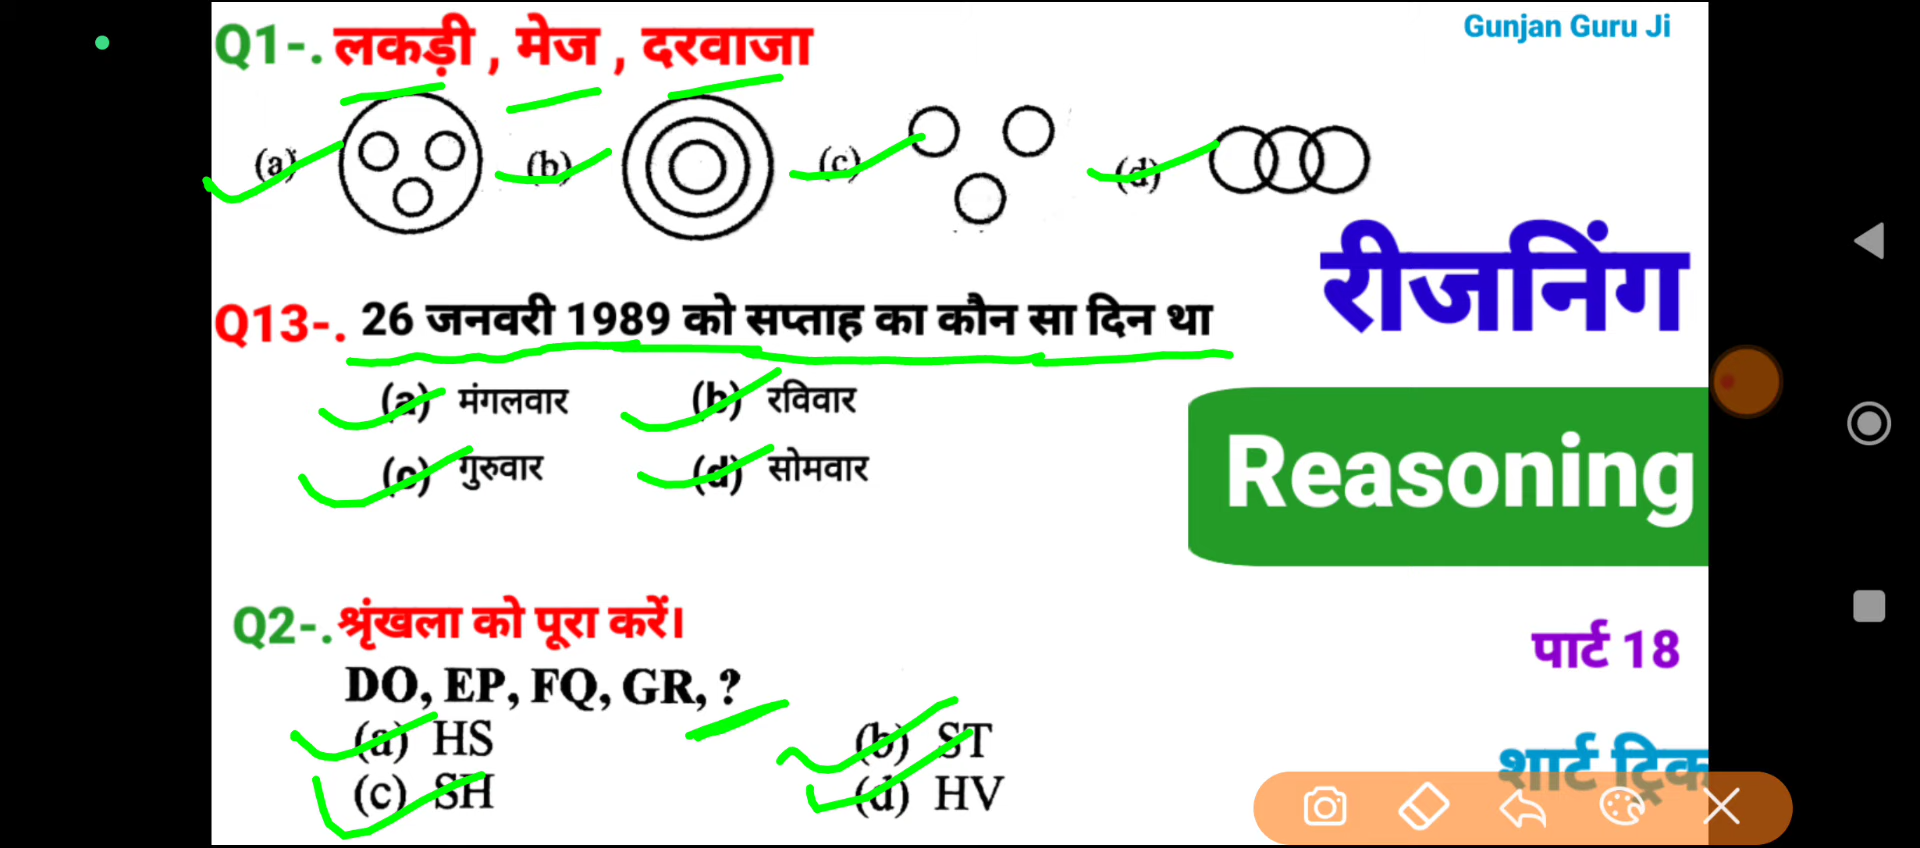 Gunjan Guru Ji
Q1-. लकड़ी , मेज , दरवाजा
(a) (b) (c) (d)
रीजनिंग
Q13-. 26 जनवरी 1989 को सप्ताह का कौन सा दिन था
(a) मंगलवार (b) रविवार
(c) गुरुवार (d) सोमवार
Reasoning
Q2-. श्रृंखला को पूरा करें।
DO, EP, FQ, GR, ?
(a) HS (b) ST
(c) SH (d) HV
पार्ट 18
शार्ट ट्रिक